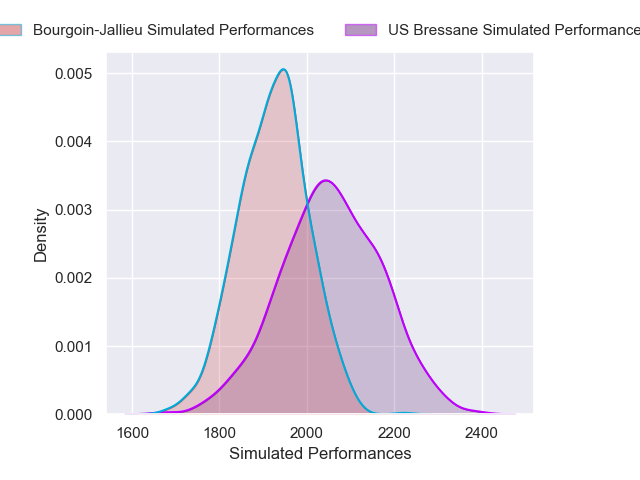 Bourgoin-Jallieu Simulated Performances US Bressane Simulated Performance
0.005
0.004
0.003
0.002
0.001
0.000
Density
1600 1800 2000 2200 2400
Simulated Performances